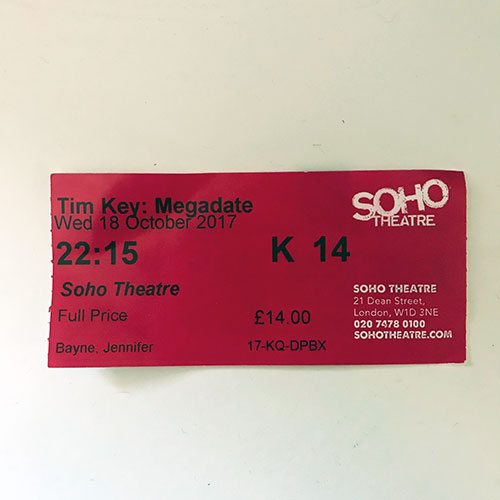 Tim Key: Megadate
Wed 18 October 2017
22:15
K 14
Soho Theatre
Full Price
£14.00
Bayne, Jennifer
17-KQ-DPBX
SOHO
THEATRE
SOHO THEATRE
21 Dean Street,
London, W1D 3NE
020 7478 0100
SOHOTHEATRE.COM